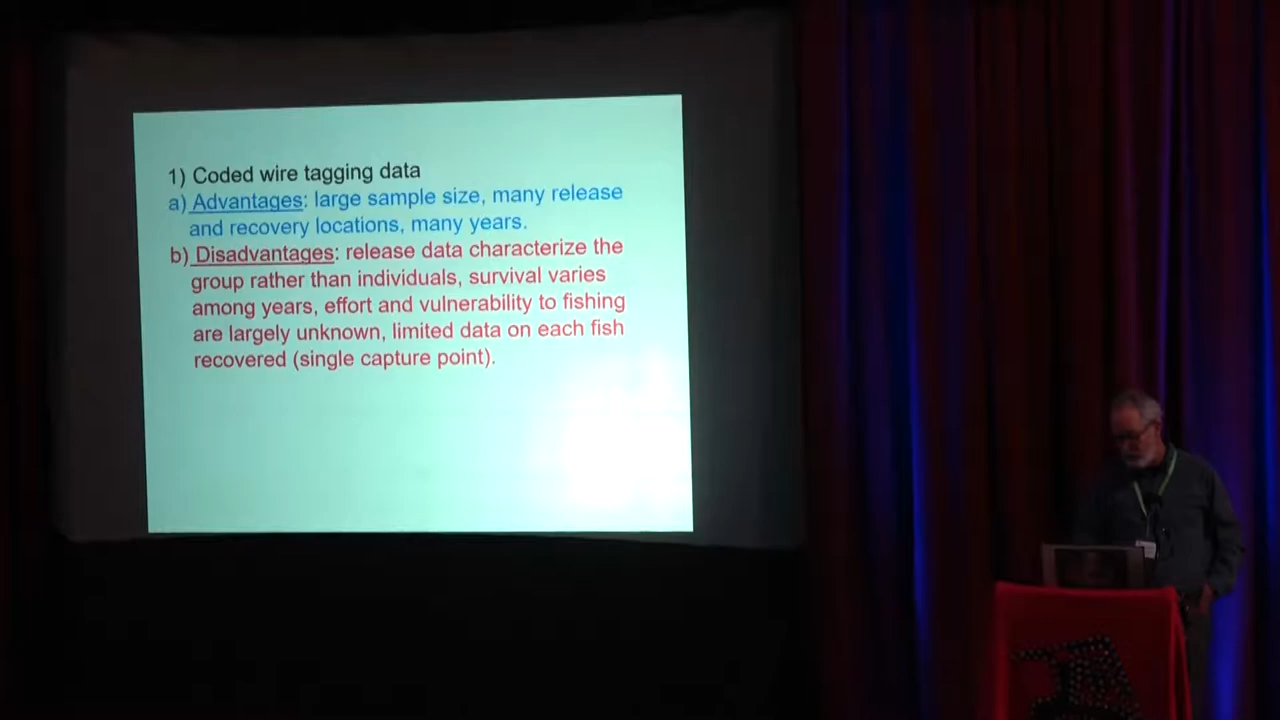 1) Coded wire tagging data
a) Advantages: large sample size, many release
and recovery locations, many years.
b) Disadvantages: release data characterize the
group rather than individuals, survival varies
among years, effort and vulnerability to fishing
are largely unknown, limited data on each fish
recovered (single capture point).